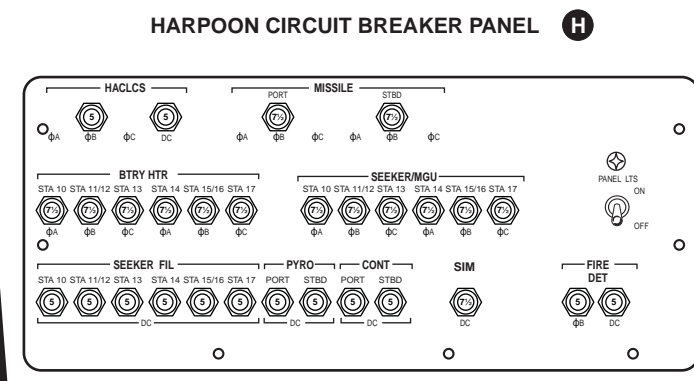 HARPOON CIRCUIT BREAKER PANEL H
HACLCS MISSILE
PORT STBD
5 5 7½ 7½
ϕA ϕB ϕC DC ϕA ϕB ϕC ϕA ϕB ϕC
PANEL LTS
ON
OFF
BTRY HTR SEEKER/MGU
STA 10 STA 11/12 STA 13 STA 14 STA 15/16 STA 17 STA 10 STA 11/12 STA 13 STA 14 STA 15/16 STA 17
7½ 7½ 7½ 7½ 7½ 7½ 7½ 7½ 7½ 7½ 7½ 7½
ϕA ϕB ϕC ϕA ϕB ϕC ϕA ϕB ϕC ϕA ϕB ϕC
SEEKER FIL PYRO CONT SIM FIRE
DET
STA 10 STA 11/12 STA 13 STA 14 STA 15/16 STA 17 PORT STBD PORT STBD
5 5 5 5 5 5 5 5 5 5 7½ 5 5
DC DC DC DC ϕB DC